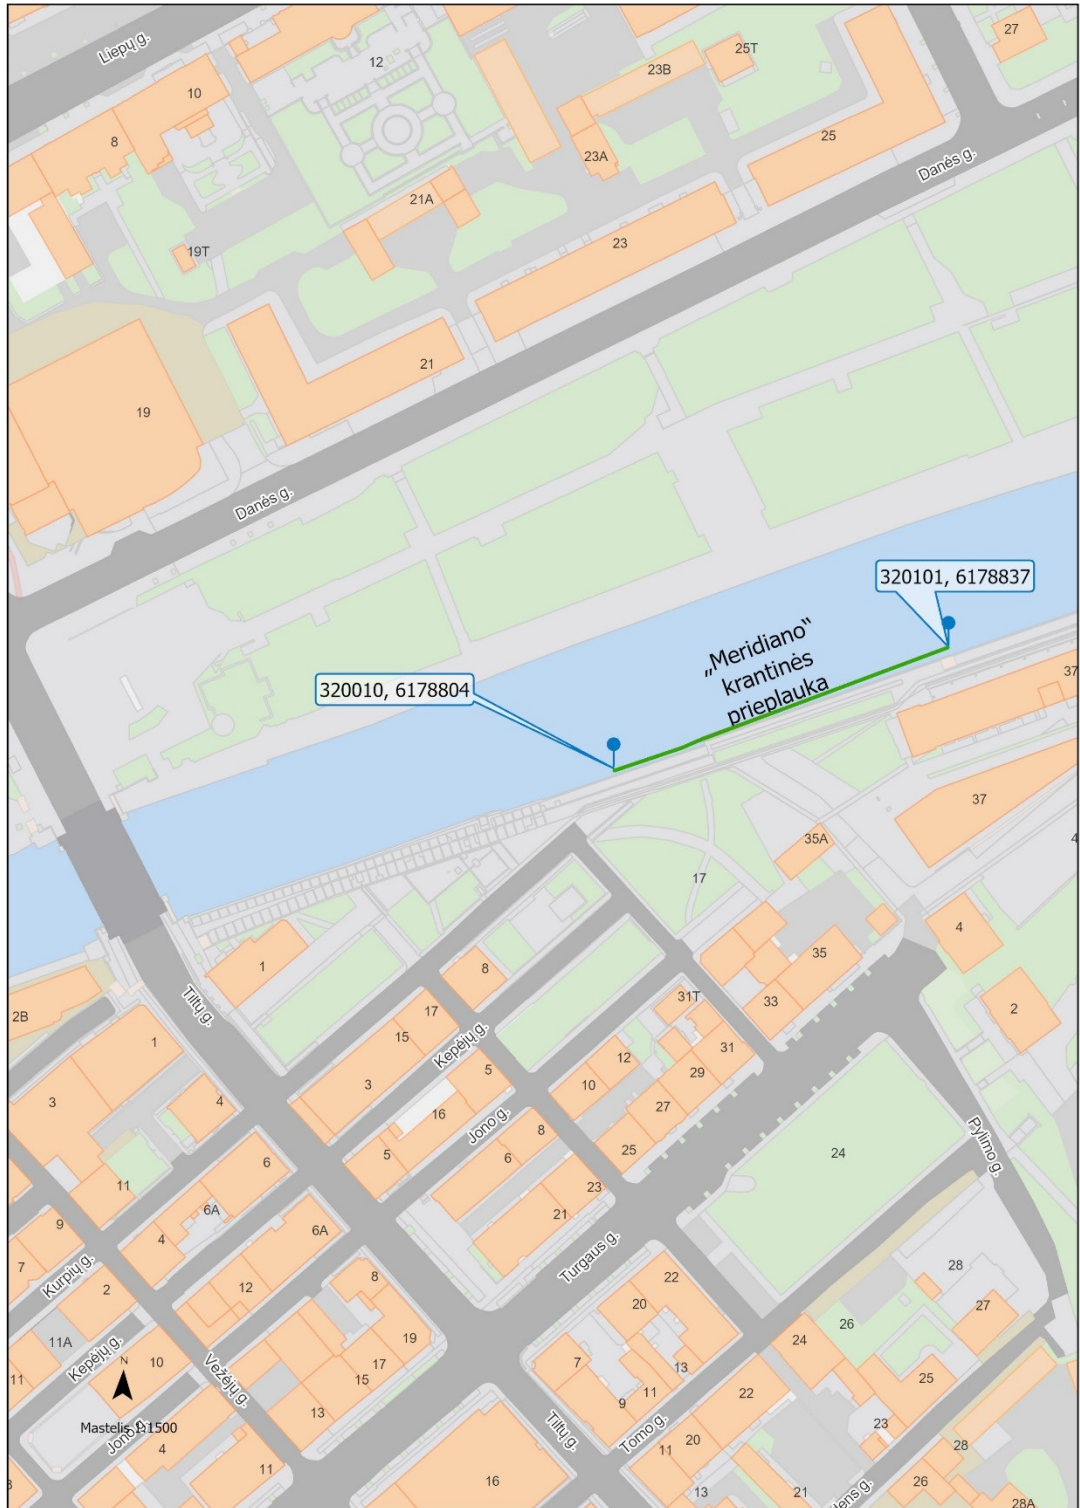 Liepų g.
12
10
8
25T
27
23B
25
23A
Danės g.
21A
23
19T
21
19
Danės g.
320101, 6178837
„Meridiano“
krantinės
prieplauka
320010, 6178804
37
37
35A
4
17
4
35
33
2
1
8
31T
2B
Tiltų g.
17
15
Kepėjų g.
31
1
12
5
29
3
10
3
16
27
4
Jono g.
8
5
6
25
24
Pylimo g.
6
11
23
6A
21
6A
9
4
Turgaus g.
7
Kurpių g.
8
22
28
2
12
20
27
26
11A
19
24
Kepėjų g.
N
10
17
7
13
11
Vežėjų g.
15
11
22
25
13
9
23
Mastelis 1:1500
Jono g.
Tiltų g.
Tomo g.
4
11
20
28
11
16
13
21
26
28A